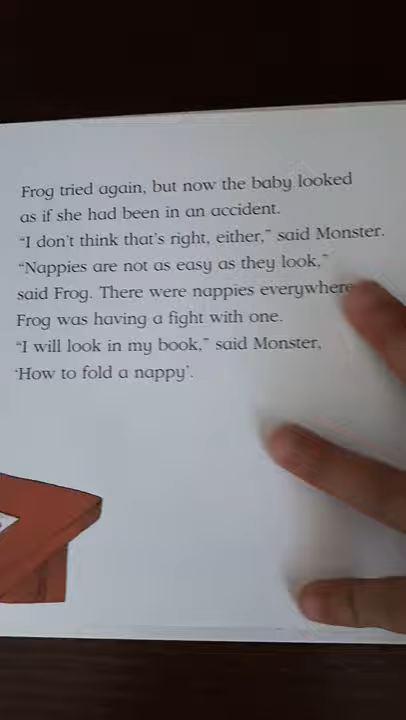 Frog tried again, but now the baby looked
as if she had been in an accident.
“I don’t think that’s right, either,” said Monster.
“Nappies are not as easy as they look,”
said Frog. There were nappies everywhere
Frog was having a fight with one.
“I will look in my book,” said Monster,
‘How to fold a nappy’.